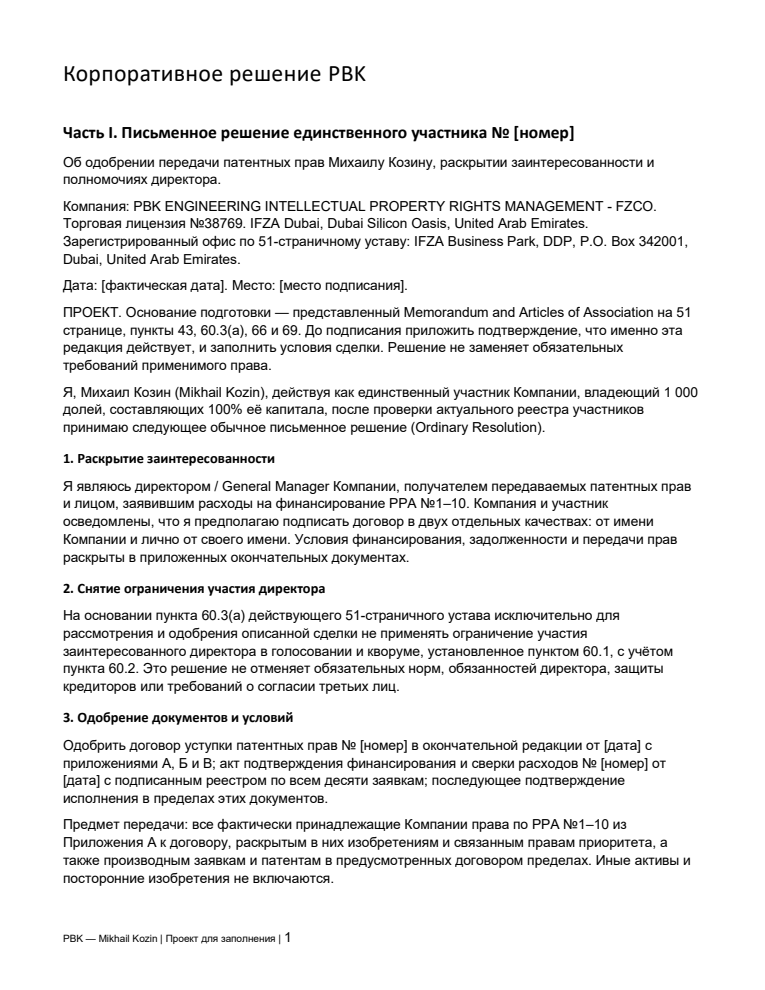 Корпоративное решение PBK
Часть I. Письменное решение единственного участника № [номер]
Об одобрении передачи патентных прав Михаилу Козину, раскрытии заинтересованности и
полномочиях директора.
Компания: PBK ENGINEERING INTELLECTUAL PROPERTY RIGHTS MANAGEMENT - FZCO.
Торговая лицензия №38769. IFZA Dubai, Dubai Silicon Oasis, United Arab Emirates.
Зарегистрированный офис по 51-страничному уставу: IFZA Business Park, DDP, P.O. Box 342001,
Dubai, United Arab Emirates.
Дата: [фактическая дата]. Место: [место подписания].
ПРОЕКТ. Основание подготовки — представленный Memorandum and Articles of Association на 51
странице, пункты 43, 60.3(a), 66 и 69. До подписания приложить подтверждение, что именно эта
редакция действует, и заполнить условия сделки. Решение не заменяет обязательных
требований применимого права.
Я, Михаил Козин (Mikhail Kozin), действуя как единственный участник Компании, владеющий 1 000
долей, составляющих 100% её капитала, после проверки актуального реестра участников
принимаю следующее обычное письменное решение (Ordinary Resolution).
1. Раскрытие заинтересованности
Я являюсь директором / General Manager Компании, получателем передаваемых патентных прав
и лицом, заявившим расходы на финансирование PPA №1–10. Компания и участник
осведомлены, что я предполагаю подписать договор в двух отдельных качествах: от имени
Компании и лично от своего имени. Условия финансирования, задолженности и передачи прав
раскрыты в приложенных окончательных документах.
2. Снятие ограничения участия директора
На основании пункта 60.3(a) действующего 51-страничного устава исключительно для
рассмотрения и одобрения описанной сделки не применять ограничение участия
заинтересованного директора в голосовании и кворуме, установленное пунктом 60.1, с учётом
пункта 60.2. Это решение не отменяет обязательных норм, обязанностей директора, защиты
кредиторов или требований о согласии третьих лиц.
3. Одобрение документов и условий
Одобрить договор уступки патентных прав № [номер] в окончательной редакции от [дата] с
приложениями А, Б и В; акт подтверждения финансирования и сверки расходов № [номер] от
[дата] с подписанным реестром по всем десяти заявкам; последующее подтверждение
исполнения в пределах этих документов.
Предмет передачи: все фактически принадлежащие Компании права по PPA №1–10 из
Приложения А к договору, раскрытым в них изобретениям и связанным правам приоритета, а
также производным заявкам и патентам в предусмотренных договором пределах. Иные активы и
посторонние изобретения не включаются.
PBK — Mikhail Kozin | Проект для заполнения | 1